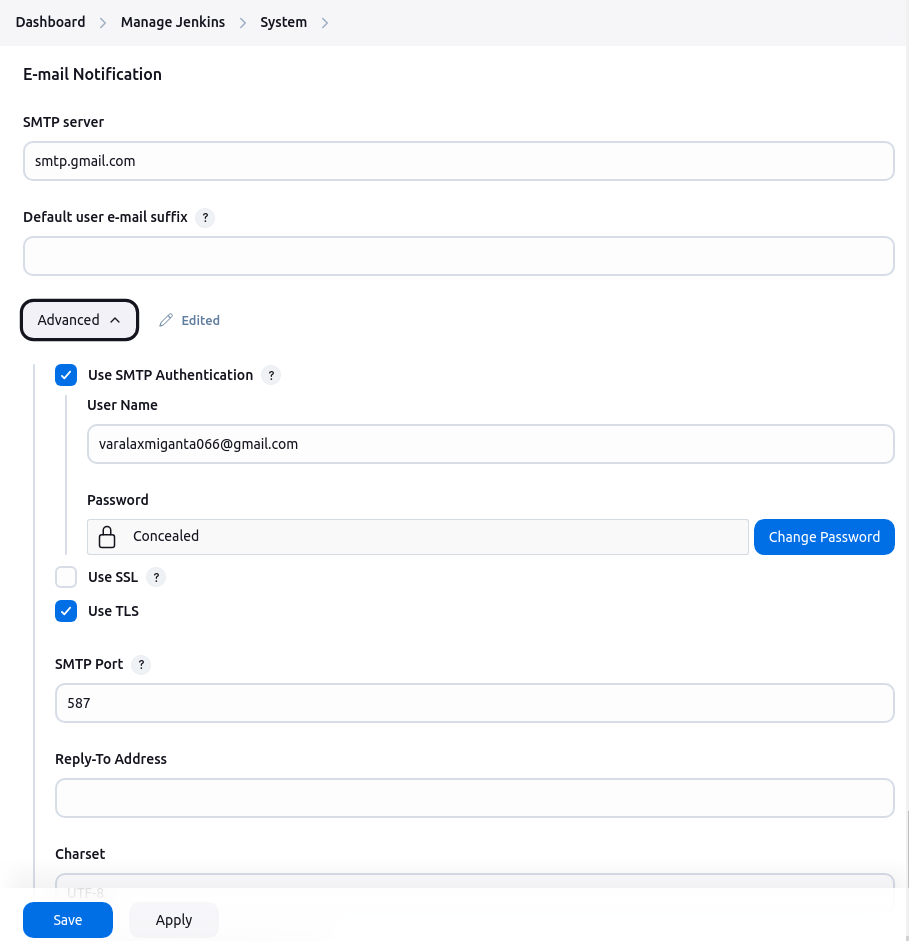 Dashboard > Manage Jenkins > System >
E-mail Notification
SMTP server
smtp.gmail.com
Default user e-mail suffix ?
Advanced Edited
Use SMTP Authentication ?
User Name
varalaxmiganta066@gmail.com
Password
Concealed Change Password
Use SSL ?
Use TLS
SMTP Port ?
587
Reply-To Address
Charset
UTF-8
Save Apply